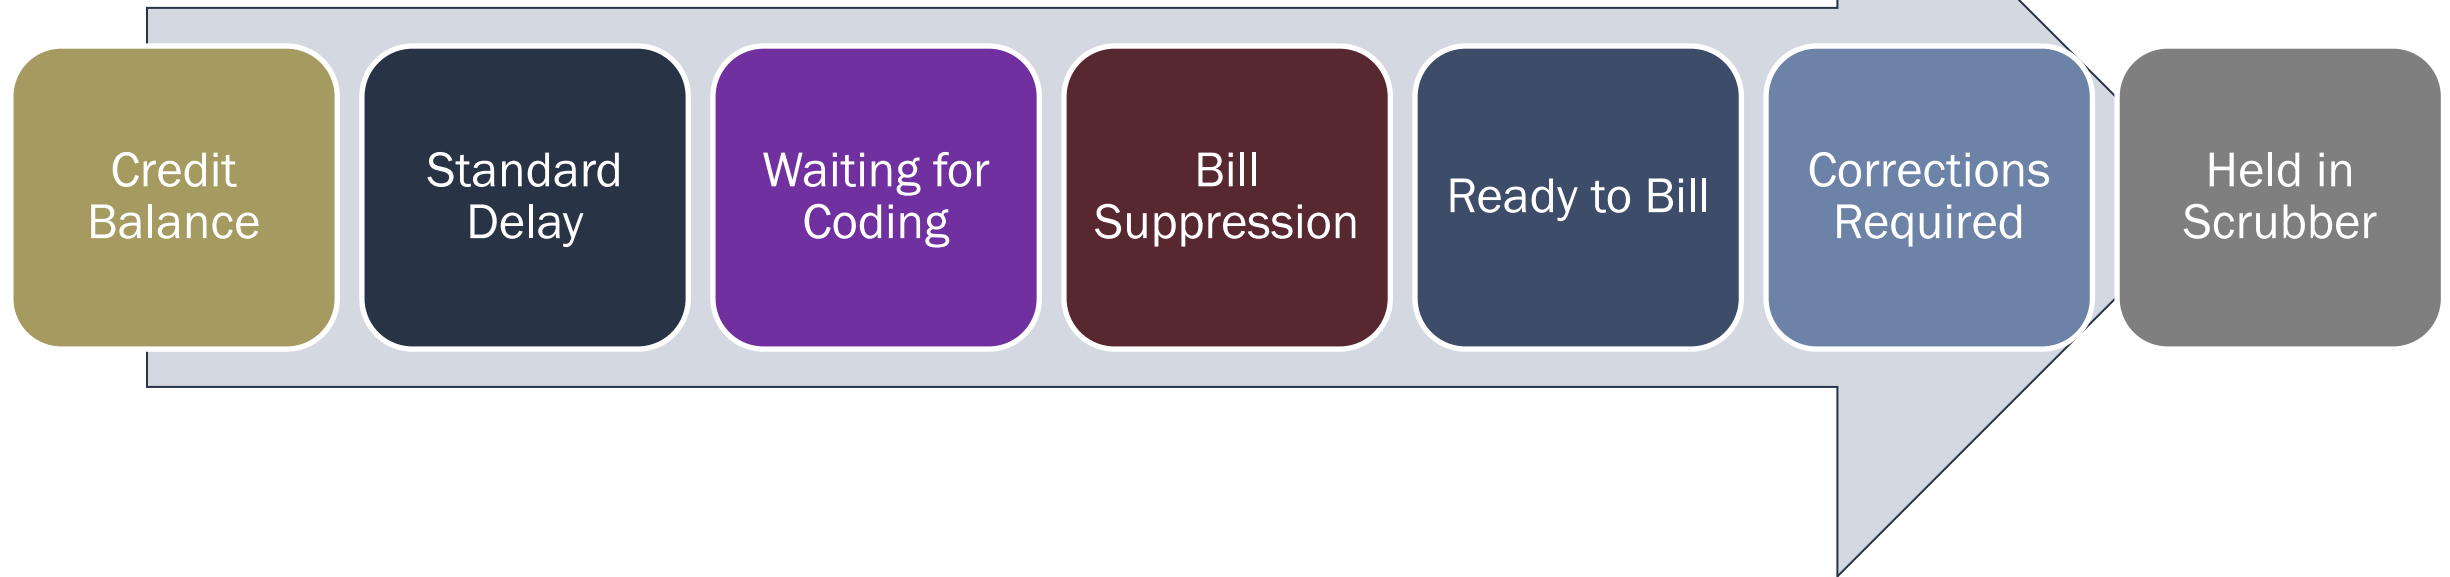 Credit
Balance
Standard
Delay
Waiting for
Coding
Bill
Suppression
Ready to Bill
Corrections
Required
Held in
Scrubber